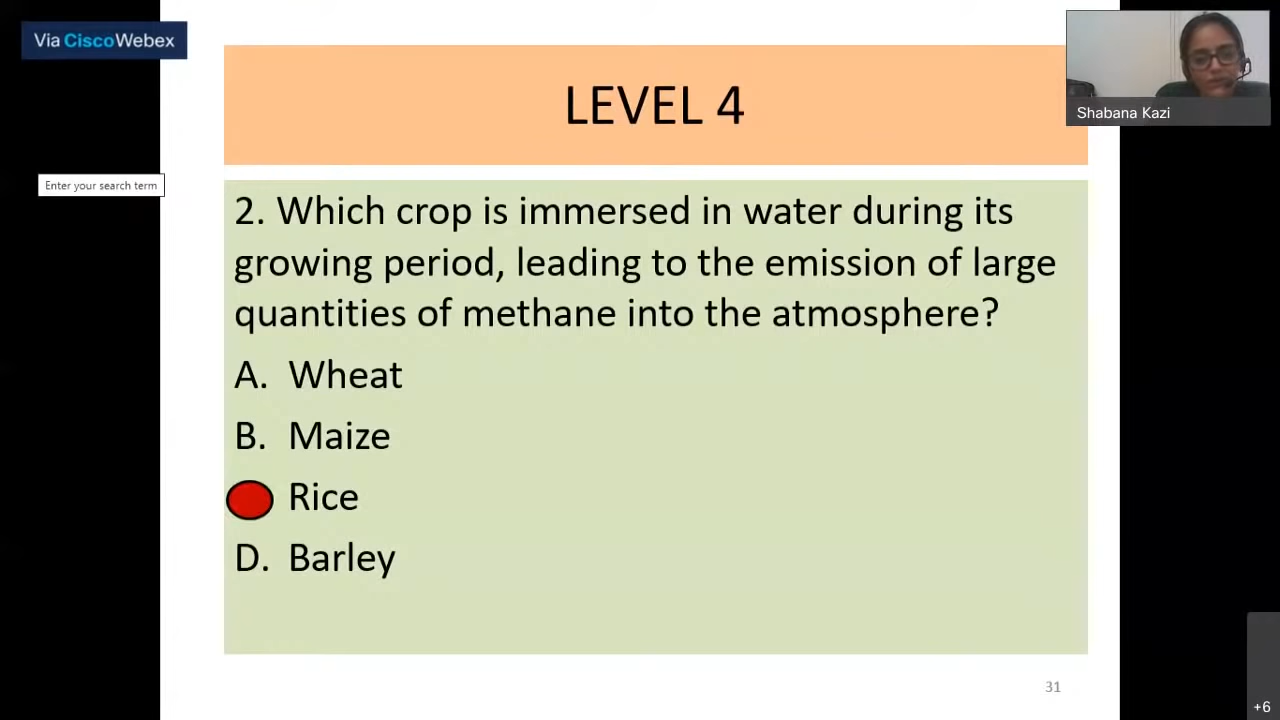 Via CiscoWebex
Shabana Kazi
LEVEL 4
Enter your search term
2. Which crop is immersed in water during its
growing period, leading to the emission of large
quantities of methane into the atmosphere?
A. Wheat
B. Maize
Rice
D. Barley
31
+6